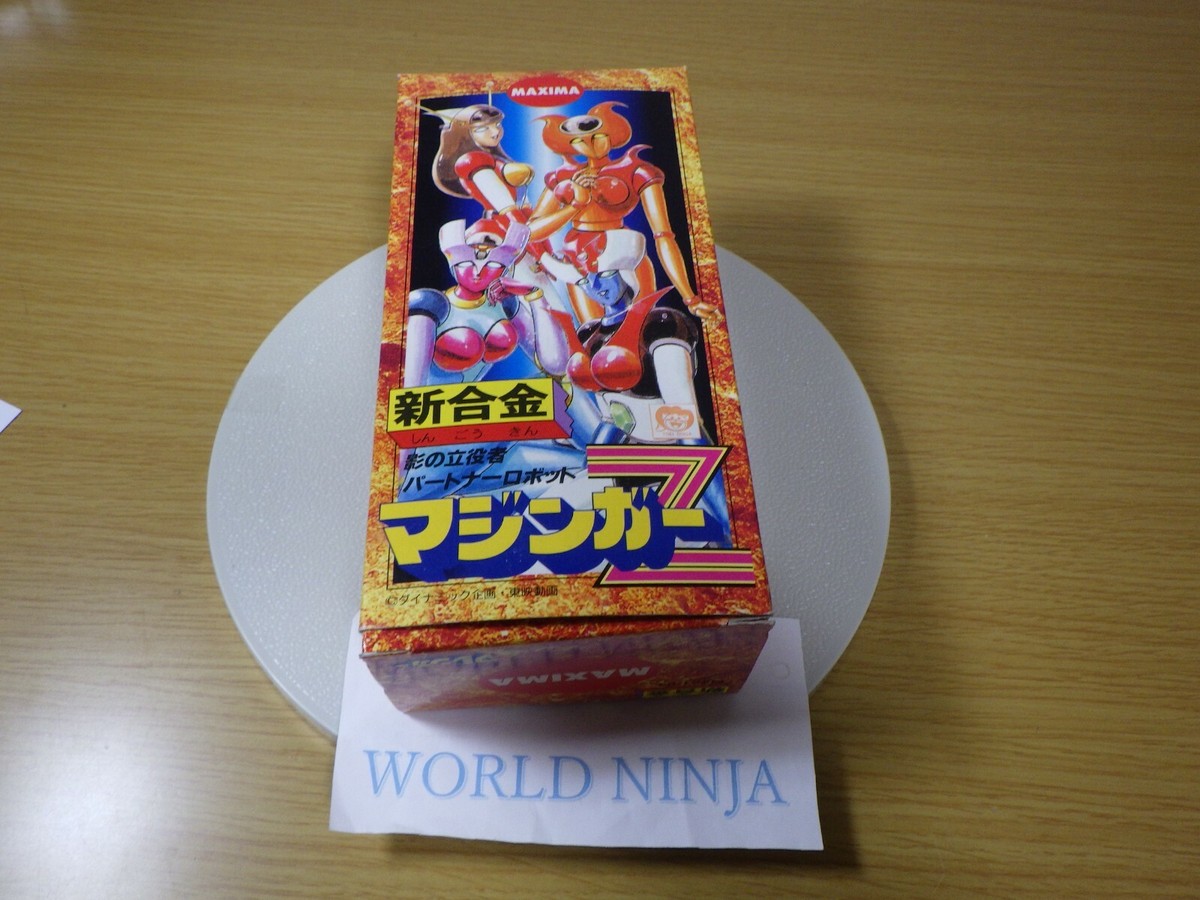 MAXIMA
新合金
しん ごう きん
影の立役者
パートナーロボット
マジンガーZ
©ダイナミック企画・東映動画
MAXIMA
WORLD NINJA